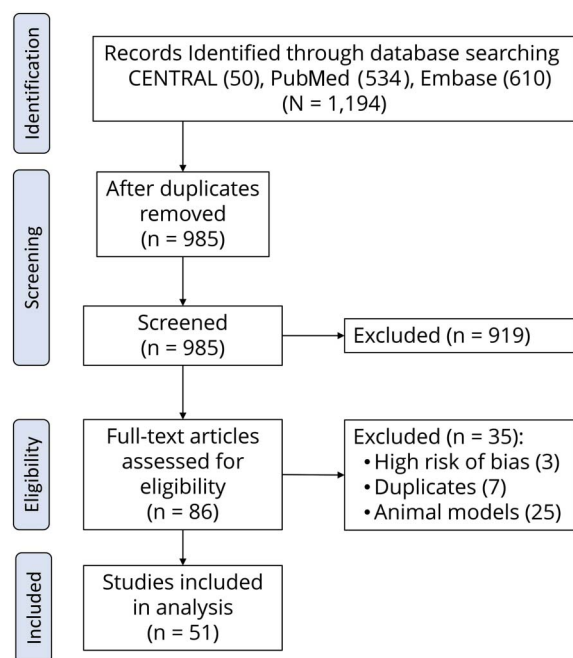 Identification
Records Identified through database searching
CENTRAL (50), PubMed (534), Embase (610)
(N = 1,194)
Screening
After duplicates
removed
(n = 985)
Screened
(n = 985)
Excluded (n = 919)
Eligibility
Full-text articles
assessed for
eligibility
(n = 86)
Excluded (n = 35):
• High risk of bias (3)
• Duplicates (7)
• Animal models (25)
Included
Studies included
in analysis
(n = 51)